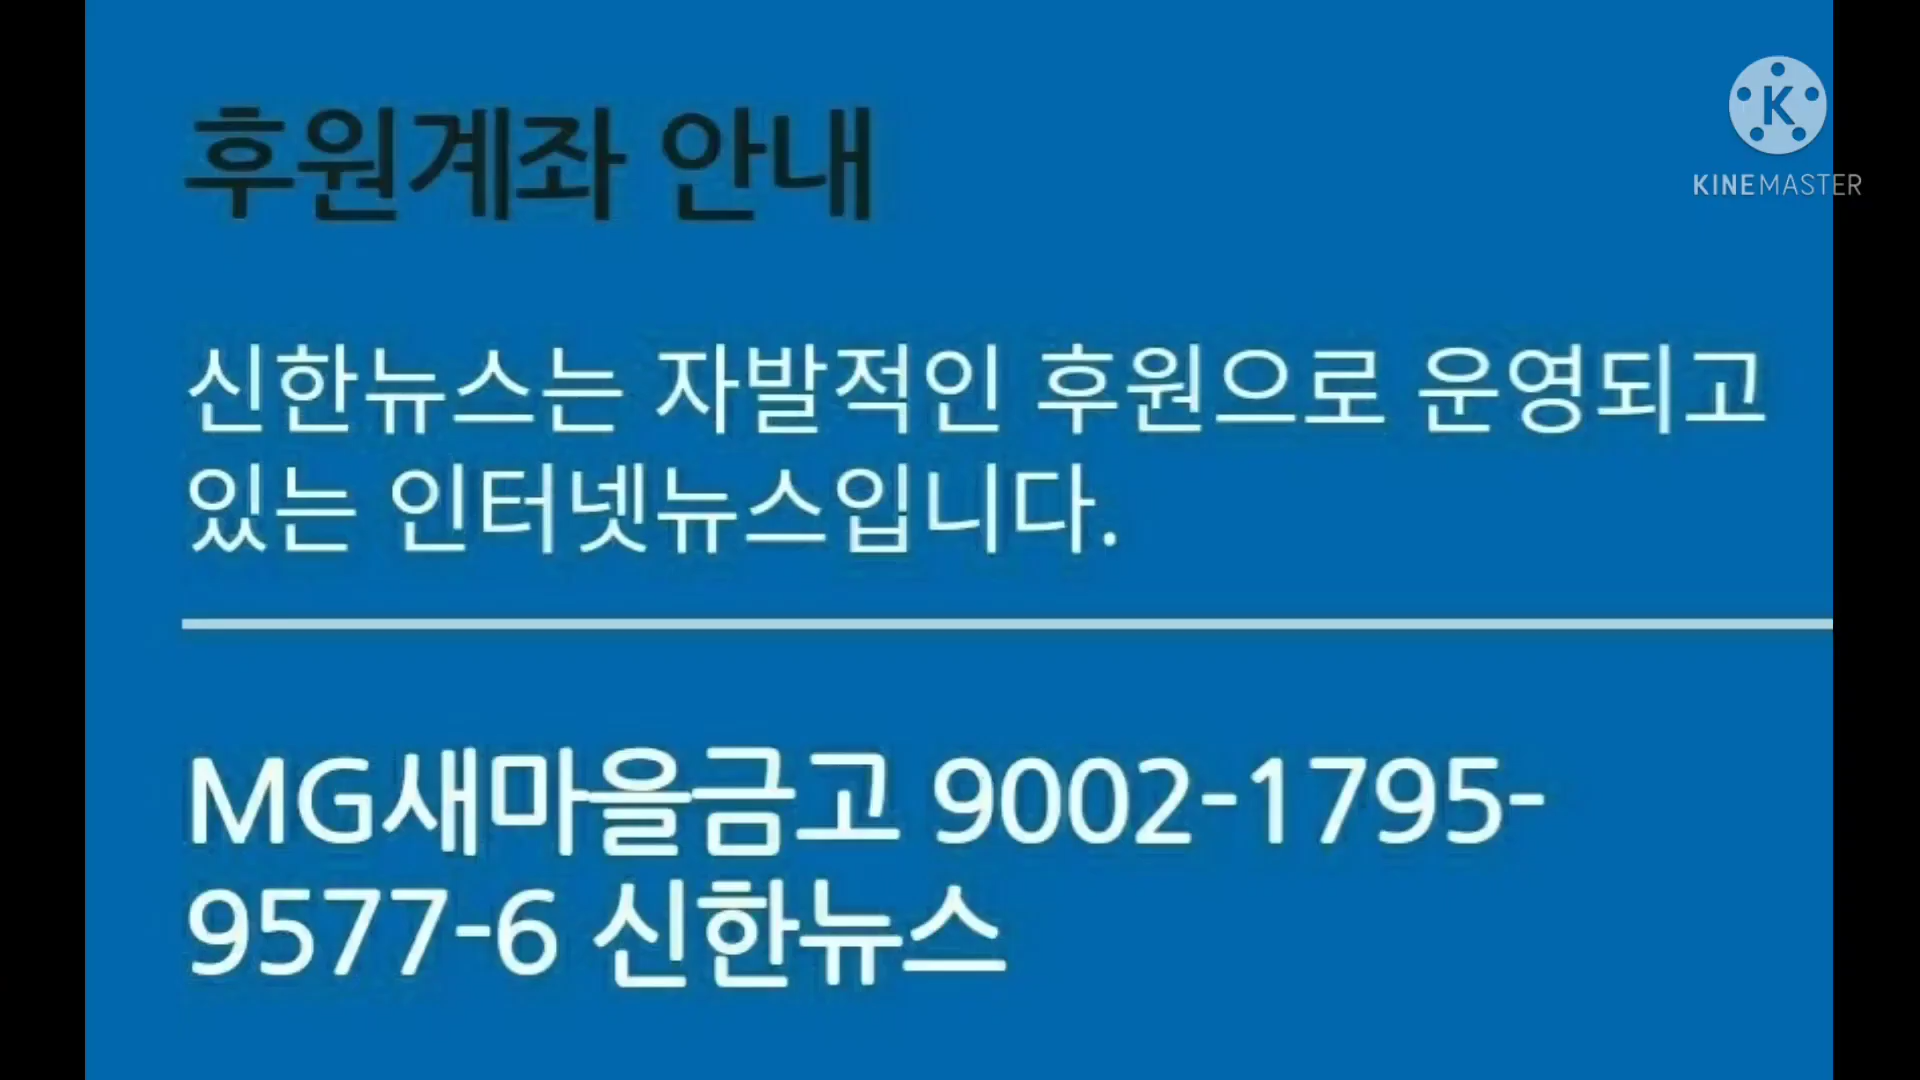 후원계좌 안내
KINEMASTER
신한뉴스는 자발적인 후원으로 운영되고
있는 인터넷뉴스입니다.
MG새마을금고 9002-1795-
9577-6 신한뉴스